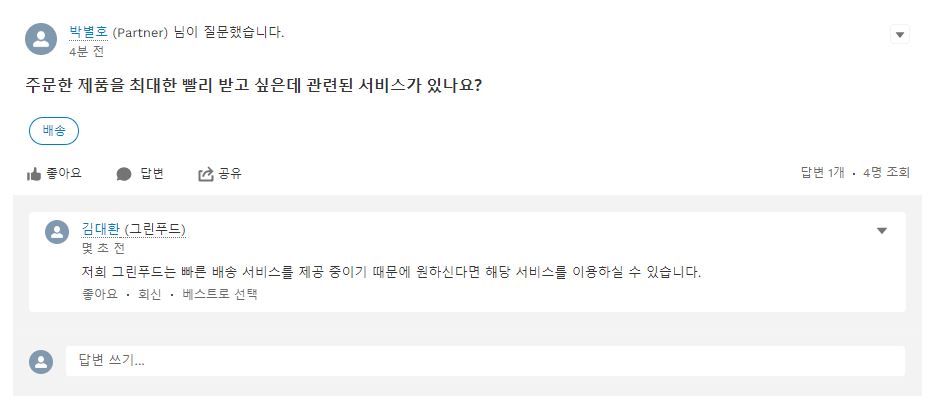 박별호 (Partner) 님이 질문했습니다.
4분 전
주문한 제품을 최대한 빨리 받고 싶은데 관련된 서비스가 있나요?
배송
좋아요 답변 공유 답변 1개 · 4명 조회
김대환 (그린푸드)
몇 초 전
저희 그린푸드는 빠른 배송 서비스를 제공 중이기 때문에 원하신다면 해당 서비스를 이용하실 수 있습니다.
좋아요 · 회신 · 베스트로 선택
답변 쓰기...